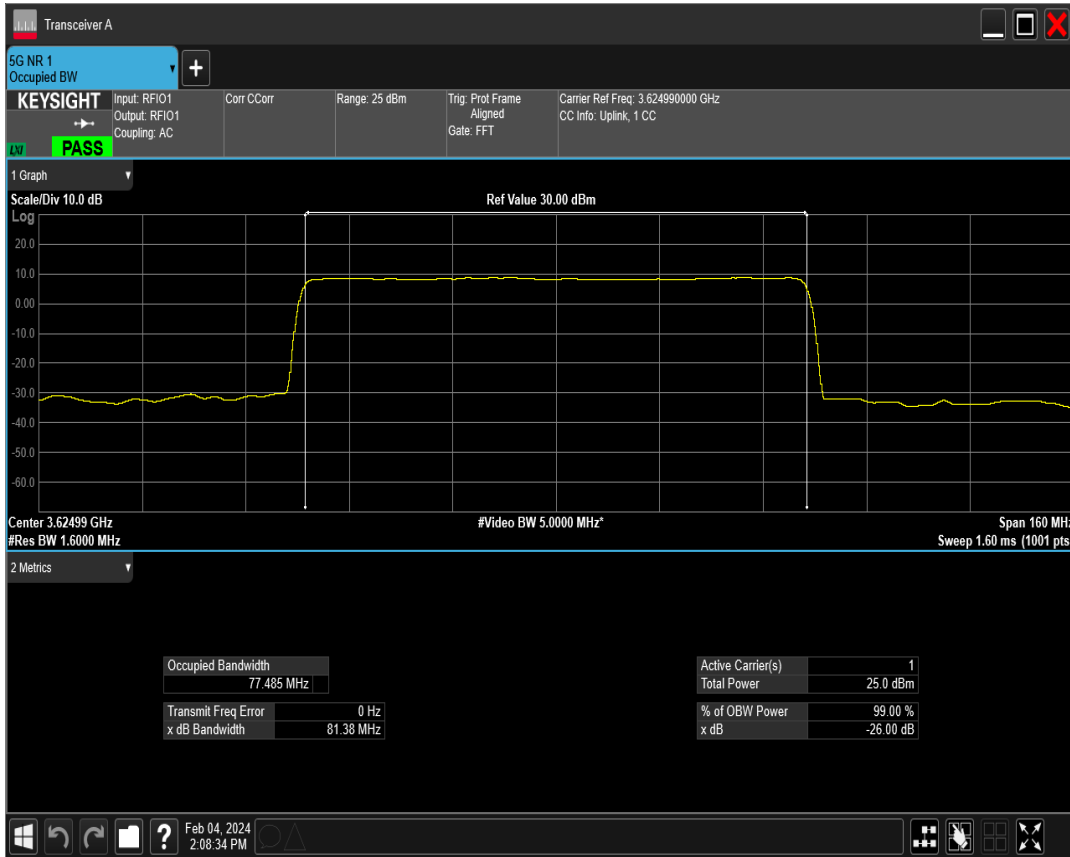 Transceiver A
5G NR 1
Occupied BW
+
KEYSIGHT
LXI
PASS
Input: RFIO1
Output: RFIO1
Coupling: AC
Corr CCorr
Range: 25 dBm
Trig: Prot Frame
Aligned
Gate: FFT
Carrier Ref Freq: 3.624990000 GHz
CC Info: Uplink, 1 CC
1 Graph
Scale/Div 10.0 dB
Ref Value 30.00 dBm
Log
20.0
10.0
0.00
-10.0
-20.0
-30.0
-40.0
-50.0
-60.0
Center 3.62499 GHz
#Video BW 5.0000 MHz*
Span 160 MHz
#Res BW 1.6000 MHz
Sweep 1.60 ms (1001 pts
2 Metrics
Occupied Bandwidth
77.485 MHz
Transmit Freq Error 0 Hz
x dB Bandwidth 81.38 MHz
Active Carrier(s) 1
Total Power 25.0 dBm
% of OBW Power 99.00 %
x dB -26.00 dB
?
Feb 04, 2024
2:08:34 PM